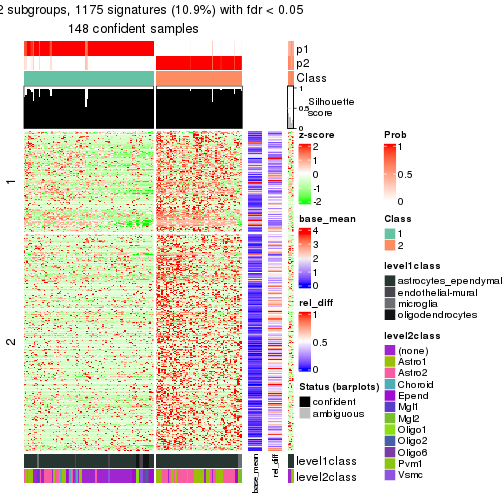 2 subgroups, 1175 signatures (10.9%) with fdr < 0.05
148 confident samples
p1
p2
Class
1
0.5
0
Silhouette
score
1
2
z-score
2
1
0
-1
-2
base_mean
4
3
2
1
0
rel_diff
1
0.5
0
Status (barplots)
confident
ambiguous
Prob
1
0.5
0
Class
1
2
level1class
astrocytes_ependymal
endothelial-mural
microglia
oligodendrocytes
level2class
(none)
Astro1
Astro2
Choroid
Epend
Mgl1
Mgl2
Oligo1
Oligo2
Oligo6
Pvm1
Vsmc
level1class
level2class
base_mean
rel_diff